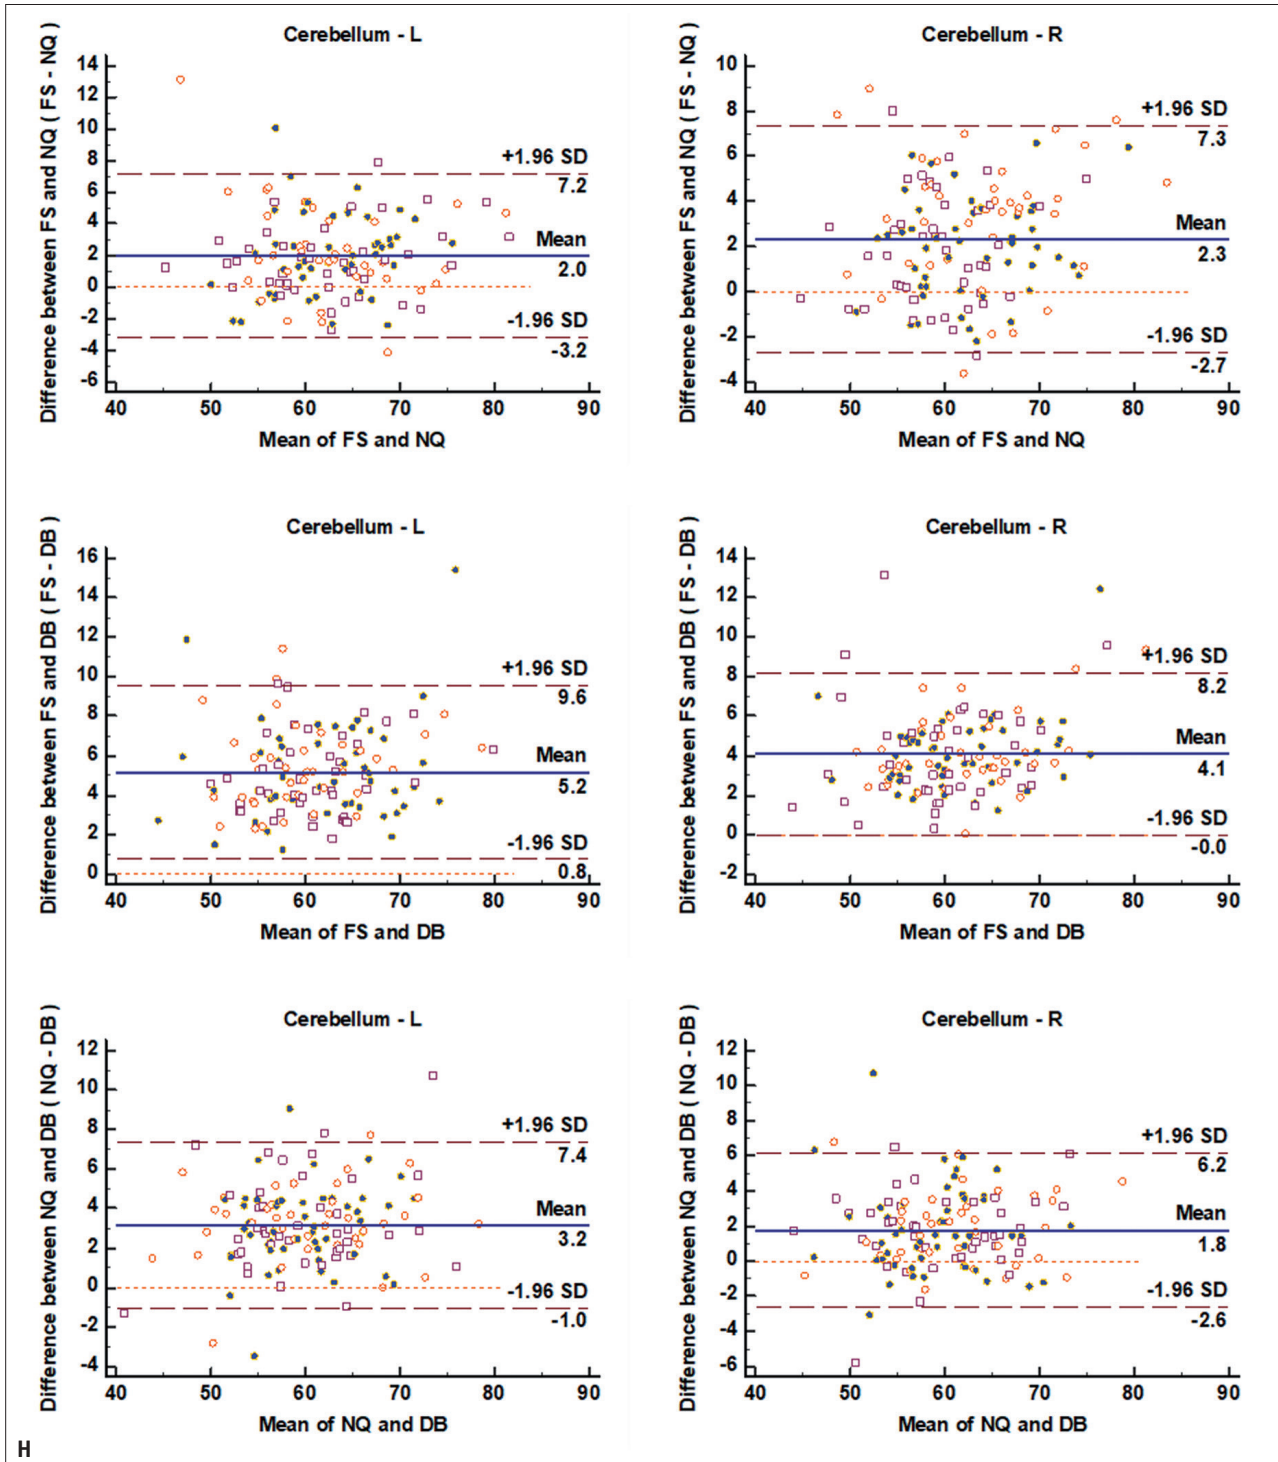 Cerebellum - L
Difference between FS and NQ ( FS - NQ)
14
12
10
8
6
4
2
0
-2
-4
-6
+1.96 SD
7.2
Mean
2.0
-1.96 SD
-3.2
40 50 60 70 80 90
Mean of FS and NQ
Cerebellum - R
Difference between FS and NQ ( FS - NQ)
10
8
6
4
2
0
-2
-4
+1.96 SD
7.3
Mean
2.3
-1.96 SD
-2.7
40 50 60 70 80 90
Mean of FS and NQ
Cerebellum - L
Difference between FS and DB ( FS - DB)
16
14
12
10
8
6
4
2
0
+1.96 SD
9.6
Mean
5.2
-1.96 SD
0.8
40 50 60 70 80 90
Mean of FS and DB
Cerebellum - R
Difference between FS and DB ( FS - DB)
14
12
10
8
6
4
2
0
-2
+1.96 SD
8.2
Mean
4.1
-1.96 SD
-0.0
40 50 60 70 80 90
Mean of FS and DB
Cerebellum - L
Difference between NQ and DB ( NQ - DB)
12
10
8
6
4
2
0
-2
-4
+1.96 SD
7.4
Mean
3.2
-1.96 SD
-1.0
40 50 60 70 80 90
Mean of NQ and DB
Cerebellum - R
Difference between NQ and DB ( NQ - DB)
12
10
8
6
4
2
0
-2
-4
-6
+1.96 SD
6.2
Mean
1.8
-1.96 SD
-2.6
40 50 60 70 80 90
Mean of NQ and DB
H